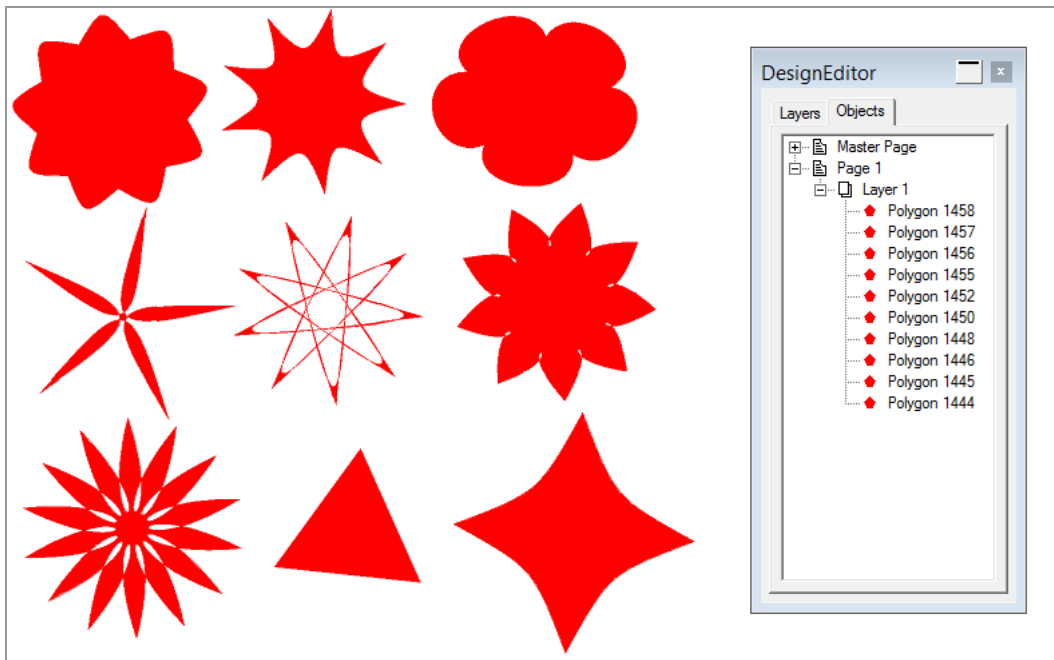 DesignEditor
Layers Objects
Master Page
Page 1
Layer 1
Polygon 1458
Polygon 1457
Polygon 1456
Polygon 1455
Polygon 1452
Polygon 1450
Polygon 1448
Polygon 1446
Polygon 1445
Polygon 1444